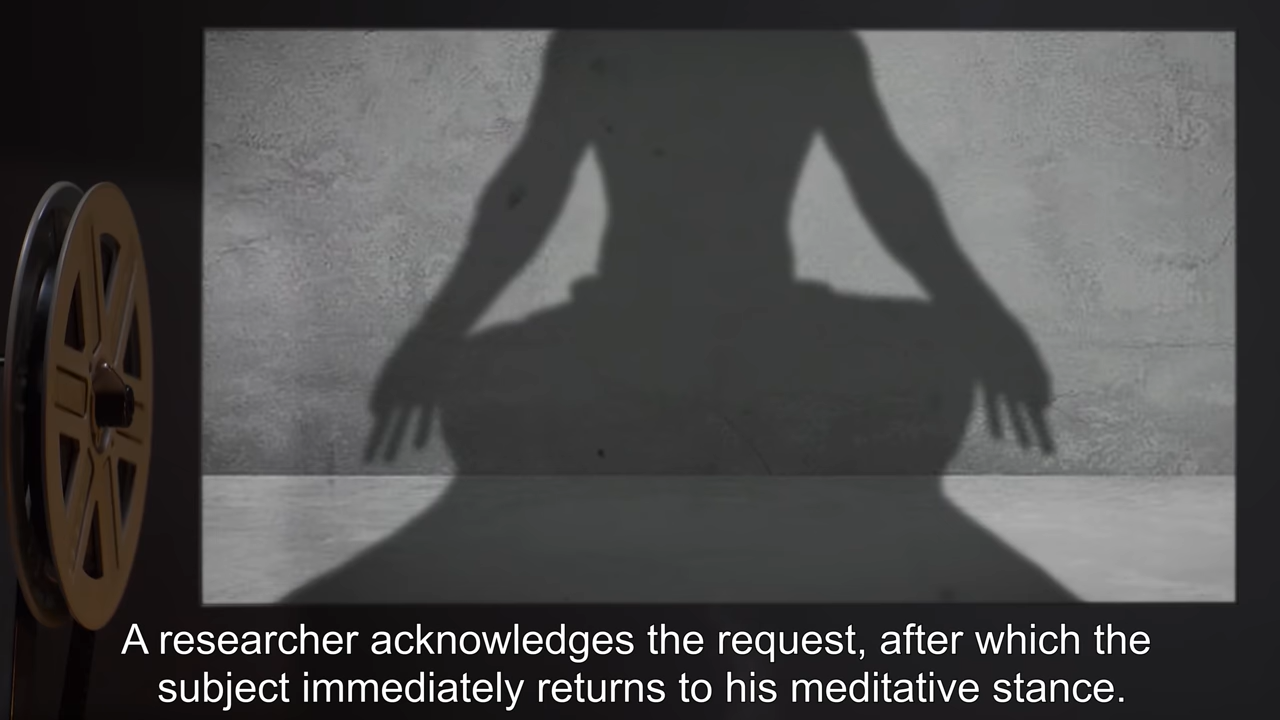 A researcher acknowledges the request, after which the
subject immediately returns to his meditative stance.